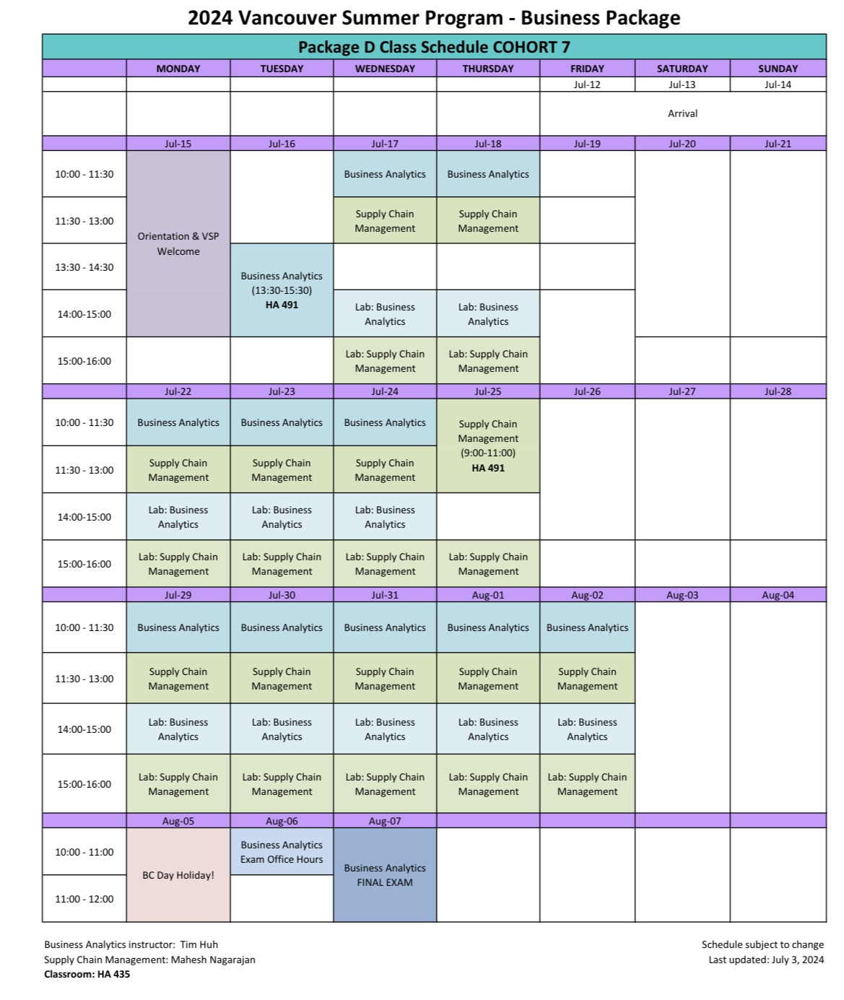 2024 Vancouver Summer Program - Business Package
Package D Class Schedule COHORT 7
MONDAY TUESDAY WEDNESDAY THURSDAY FRIDAY SATURDAY SUNDAY
Jul-12 Jul-13 Jul-14
Arrival
Jul-15 Jul-16 Jul-17 Jul-18 Jul-19 Jul-20 Jul-21
10:00 - 11:30
Business Analytics
Business Analytics
11:30 - 13:00
Supply Chain
Management
Supply Chain
Management
Orientation & VSP
Welcome
13:30 - 14:30
Business Analytics
(13:30-15:30)
HA 491
14:00-15:00
Lab: Business
Analytics
Lab: Business
Analytics
15:00-16:00
Lab: Supply Chain
Management
Lab: Supply Chain
Management
Jul-22 Jul-23 Jul-24 Jul-25 Jul-26 Jul-27 Jul-28
10:00 - 11:30
Business Analytics
Business Analytics
Business Analytics
Supply Chain
Management
(9:00-11:00)
HA 491
11:30 - 13:00
Supply Chain
Management
Supply Chain
Management
Supply Chain
Management
14:00-15:00
Lab: Business
Analytics
Lab: Business
Analytics
Lab: Business
Analytics
15:00-16:00
Lab: Supply Chain
Management
Lab: Supply Chain
Management
Lab: Supply Chain
Management
Lab: Supply Chain
Management
Jul-29 Jul-30 Jul-31 Aug-01 Aug-02 Aug-03 Aug-04
10:00 - 11:30
Business Analytics
Business Analytics
Business Analytics
Business Analytics
Business Analytics
11:30 - 13:00
Supply Chain
Management
Supply Chain
Management
Supply Chain
Management
Supply Chain
Management
Supply Chain
Management
14:00-15:00
Lab: Business
Analytics
Lab: Business
Analytics
Lab: Business
Analytics
Lab: Business
Analytics
Lab: Business
Analytics
15:00-16:00
Lab: Supply Chain
Management
Lab: Supply Chain
Management
Lab: Supply Chain
Management
Lab: Supply Chain
Management
Lab: Supply Chain
Management
Aug-05 Aug-06 Aug-07
10:00 - 11:00
BC Day Holiday!
Business Analytics
Exam Office Hours
Business Analytics
FINAL EXAM
11:00 - 12:00
Business Analytics instructor: Tim Huh
Supply Chain Management: Mahesh Nagarajan
Classroom: HA 435
Schedule subject to change
Last updated: July 3, 2024